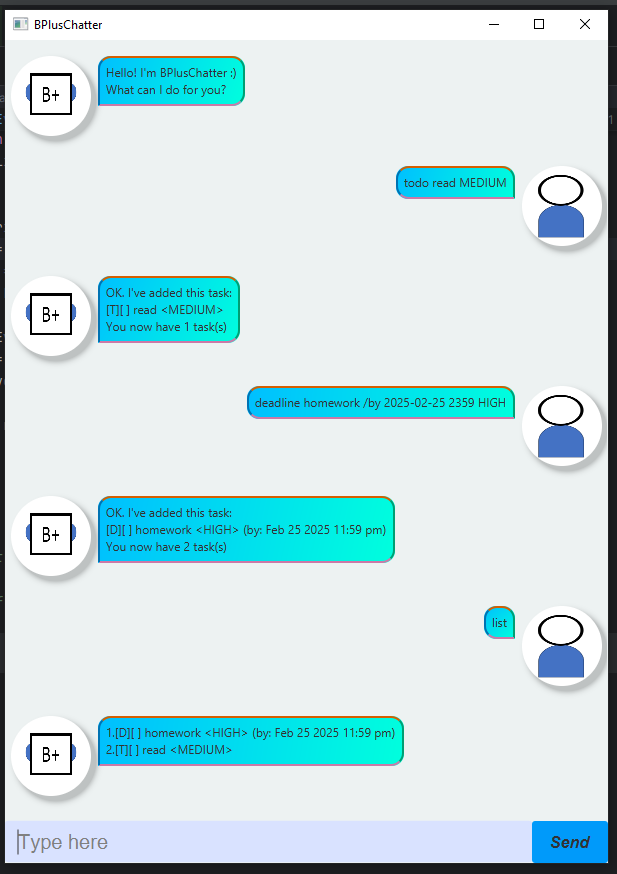 BPlusChatter
Hello! I'm BPlusChatter :)
What can I do for you?
B+
todo read MEDIUM
OK. I've added this task:
[T][ ] read <MEDIUM>
You now have 1 task(s)
B+
deadline homework /by 2025-02-25 2359 HIGH
OK. I've added this task:
[D][ ] homework <HIGH> (by: Feb 25 2025 11:59 pm)
You now have 2 task(s)
B+
list
1.[D][ ] homework <HIGH> (by: Feb 25 2025 11:59 pm)
2.[T][ ] read <MEDIUM>
B+
Type here
Send